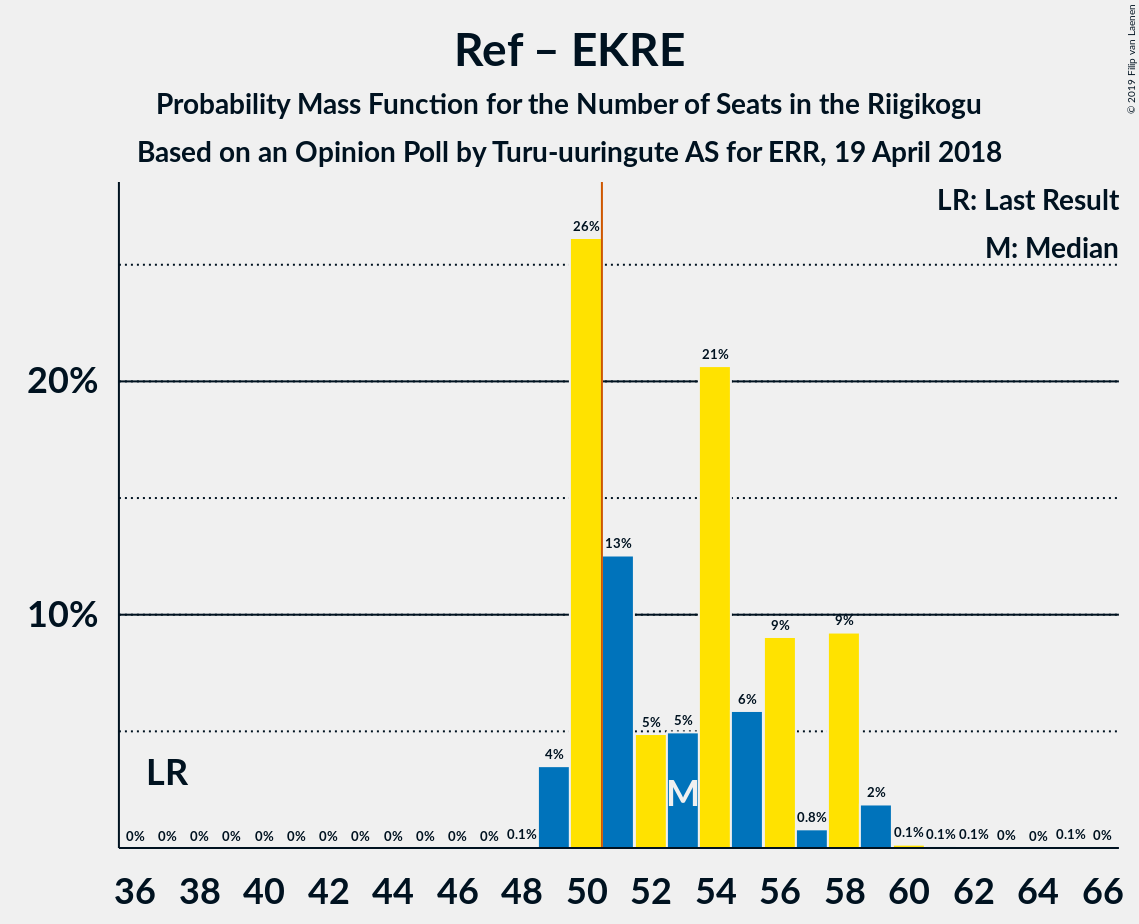 Ref – EKRE
Probability Mass Function for the Number of Seats in the Riigikogu
Based on an Opinion Poll by Turu-uuringute AS for ERR, 19 April 2018
© 2019 Filip van Laenen
LR: Last Result
M: Median
26%
21%
20%
13%
10%
9%
9%
6%
5%
5%
4%
LR
M
2%
0.8%
0% 0% 0% 0% 0% 0% 0% 0% 0% 0% 0% 0% 0.1% 0.1% 0.1% 0.1% 0% 0% 0.1% 0%
36 38 40 42 44 46 48 50 52 54 56 58 60 62 64 66